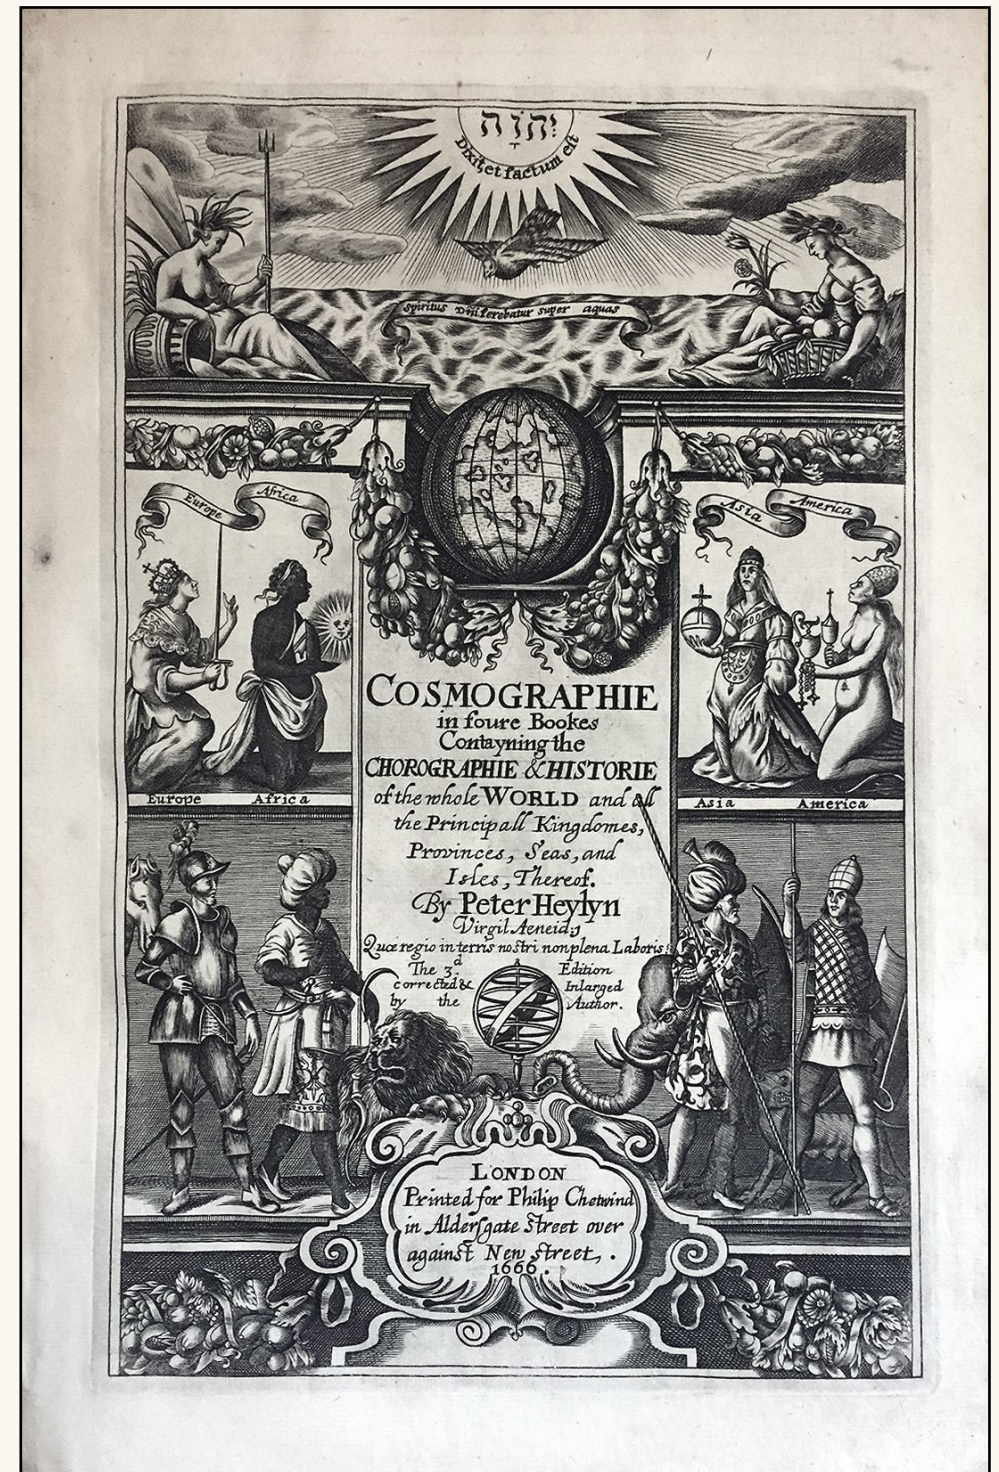 יְהוָֹה
Dixit, et factum est
Spiritus Dñi ferebatur super aquas
Europe Africa
Asia America
COSMOGRAPHIE
in foure Bookes
Contayning the
CHOROGRAPHIE & HISTORIE
of the whole WORLD and all
the Principall Kingdomes,
Provinces, Seas, and
Isles, Thereof.
By Peter Heylyn
Virgil Aeneid 1
Quæ regio in terris nostri non plena Laboris
The 3d Edition
corrected & Inlarged
by the Author.
Europe Africa
Asia America
LONDON
Printed for Philip Chetwind
in Aldersgate Street over
against New street,
1666.